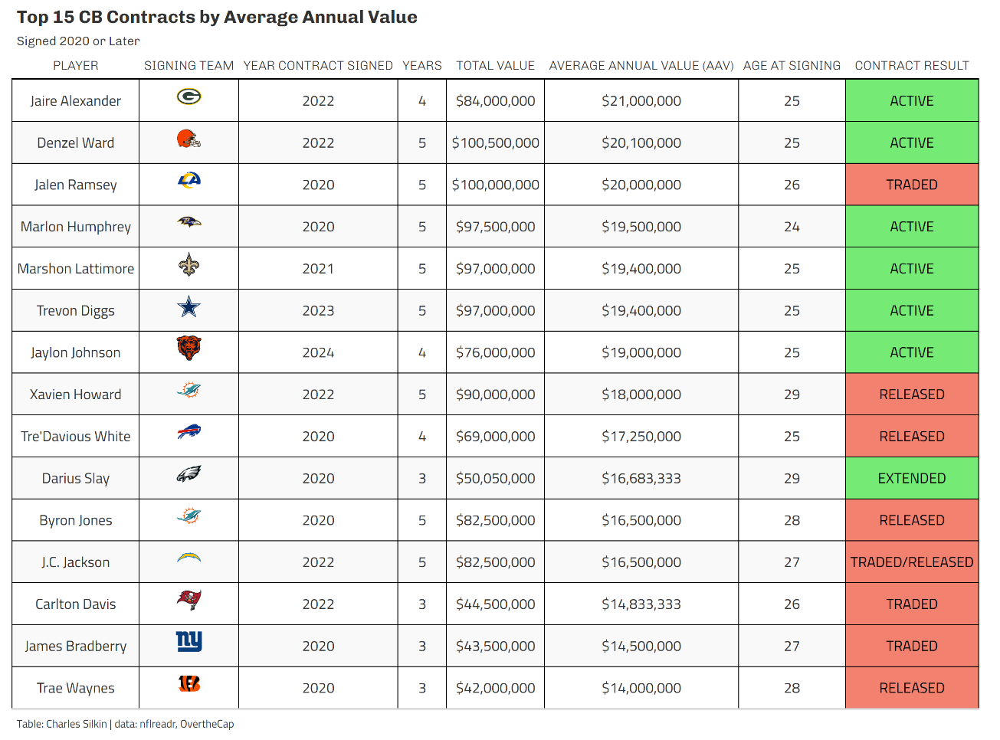 Top 15 CB Contracts by Average Annual Value
Signed 2020 or Later
PLAYER SIGNING TEAM YEAR CONTRACT SIGNED YEARS TOTAL VALUE AVERAGE ANNUAL VALUE (AAV) AGE AT SIGNING CONTRACT RESULT
Jaire Alexander G 2022 4 $84,000,000 $21,000,000 25 ACTIVE
Denzel Ward 2022 5 $100,500,000 $20,100,000 25 ACTIVE
Jalen Ramsey LA 2020 5 $100,000,000 $20,000,000 26 TRADED
Marlon Humphrey 2020 5 $97,500,000 $19,500,000 24 ACTIVE
Marshon Lattimore 2021 5 $97,000,000 $19,400,000 25 ACTIVE
Trevon Diggs 2023 5 $97,000,000 $19,400,000 25 ACTIVE
Jaylon Johnson 2024 4 $76,000,000 $19,000,000 25 ACTIVE
Xavien Howard 2022 5 $90,000,000 $18,000,000 29 RELEASED
Tre'Davious White 2020 4 $69,000,000 $17,250,000 25 RELEASED
Darius Slay 2020 3 $50,050,000 $16,683,333 29 EXTENDED
Byron Jones 2020 5 $82,500,000 $16,500,000 28 RELEASED
J.C. Jackson 2022 5 $82,500,000 $16,500,000 27 TRADED/RELEASED
Carlton Davis 2022 3 $44,500,000 $14,833,333 26 TRADED
James Bradberry ny 2020 3 $43,500,000 $14,500,000 27 TRADED
Trae Waynes B 2020 3 $42,000,000 $14,000,000 28 RELEASED
Table: Charles Silkin | data: nflreadr, OvertheCap